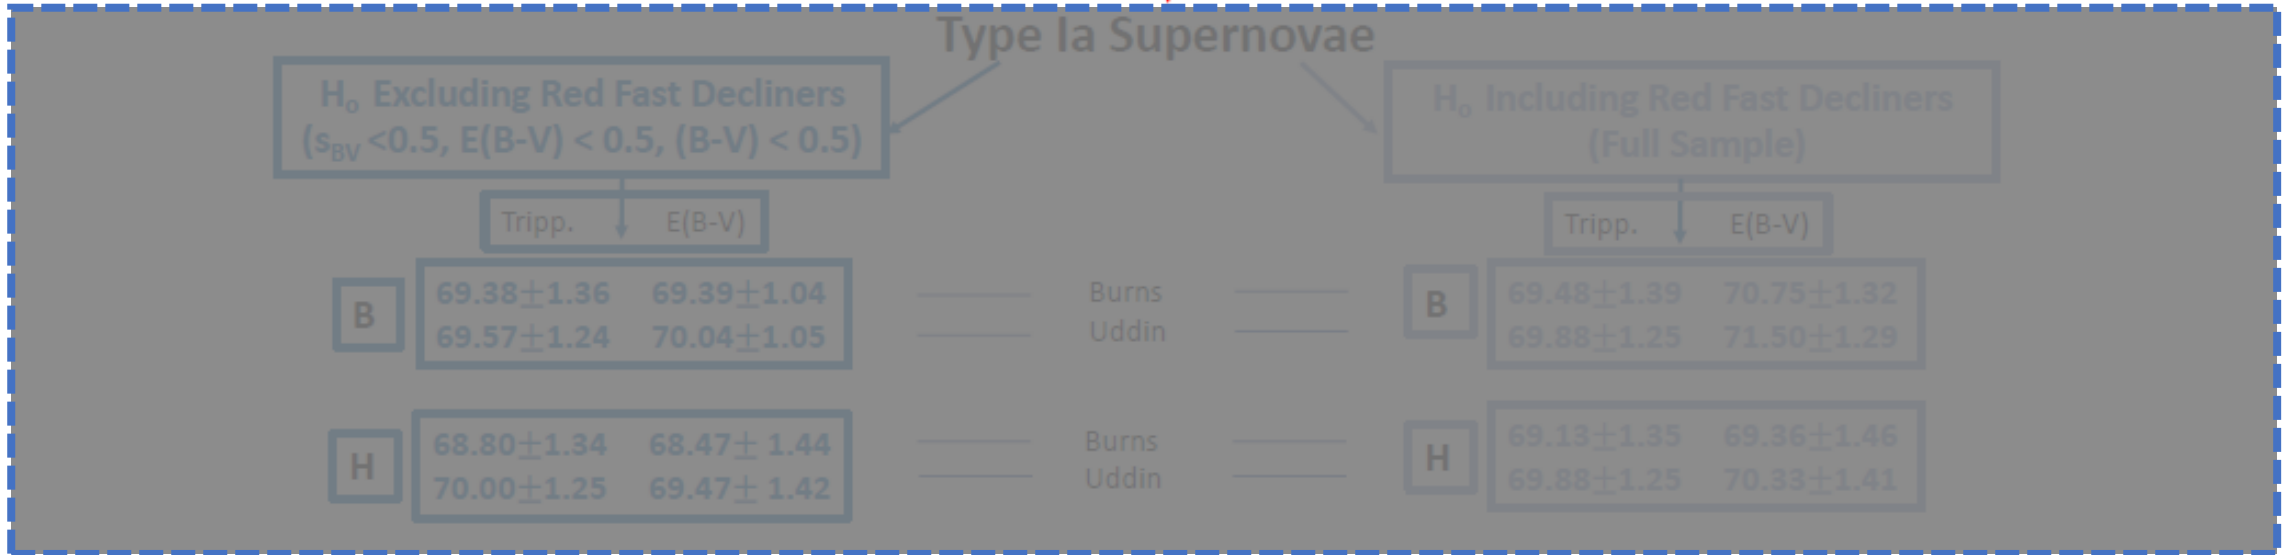 Type Ia Supernovae
Ho Excluding Red Fast Decliners
(sBV <0.5, E(B-V) < 0.5, (B-V) < 0.5)
Ho Including Red Fast Decliners
(Full Sample)
Tripp. E(B-V)
Tripp. E(B-V)
B
69.38±1.36 69.39±1.04
69.57±1.24 70.04±1.05
Burns
Uddin
B
69.48±1.39 70.75±1.32
69.88±1.25 71.50±1.29
H
68.80±1.34 68.47± 1.44
70.00±1.25 69.47± 1.42
Burns
Uddin
H
69.13±1.35 69.36±1.46
69.88±1.25 70.33±1.41